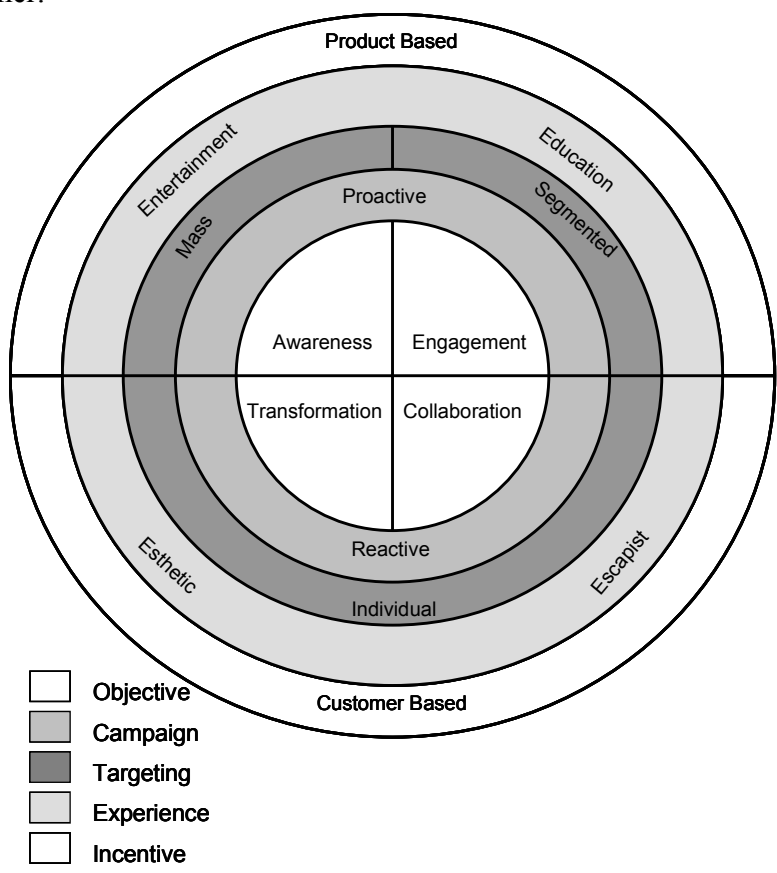 Product Based
Entertainment
Education
Mass
Segmented
Proactive
Awareness
Engagement
Transformation
Collaboration
Reactive
Esthetic
Escapist
Individual
Customer Based
Objective
Campaign
Targeting
Experience
Incentive